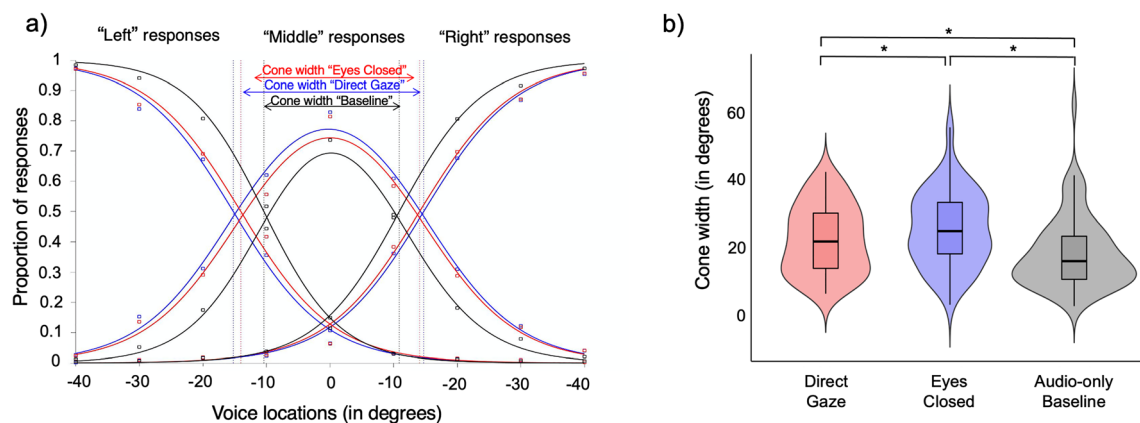 a)
“Left” responses “Middle” responses “Right” responses
Cone width “Eyes Closed”
Cone width “Direct Gaze”
Cone width “Baseline”
Proportion of responses
1
0.9
0.8
0.7
0.6
0.5
0.4
0.3
0.2
0.1
0
-40 -30 -20 -10 0 -10 -20 -30 -40
Voice locations (in degrees)
b)
*
* *
Cone width (in degrees)
60
40
20
0
Direct Eyes Audio-only
Gaze Closed Baseline